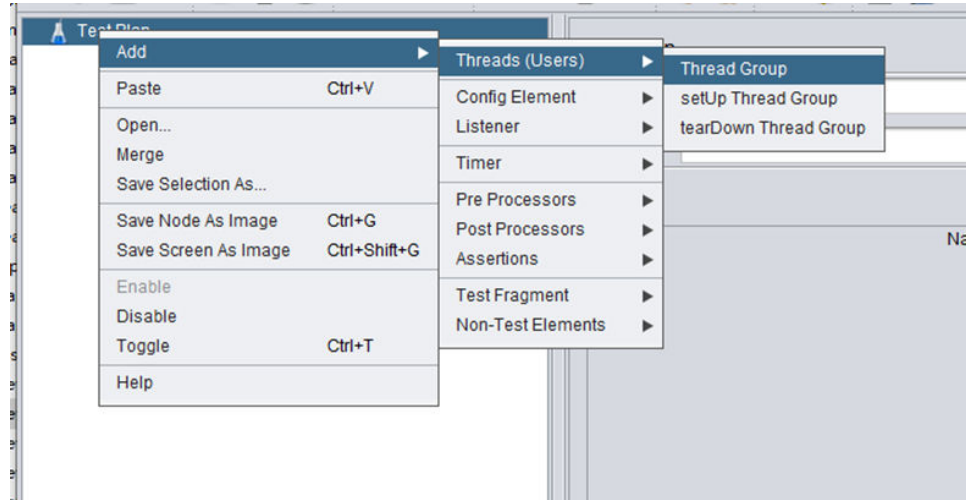 Test Plan
Add
Paste Ctrl+V
Open...
Merge
Save Selection As...
Save Node As Image Ctrl+G
Save Screen As Image Ctrl+Shift+G
Enable
Disable
Toggle Ctrl+T
Help
Threads (Users)
Config Element
Listener
Timer
Pre Processors
Post Processors
Assertions
Test Fragment
Non-Test Elements
Thread Group
setUp Thread Group
tearDown Thread Group
Na